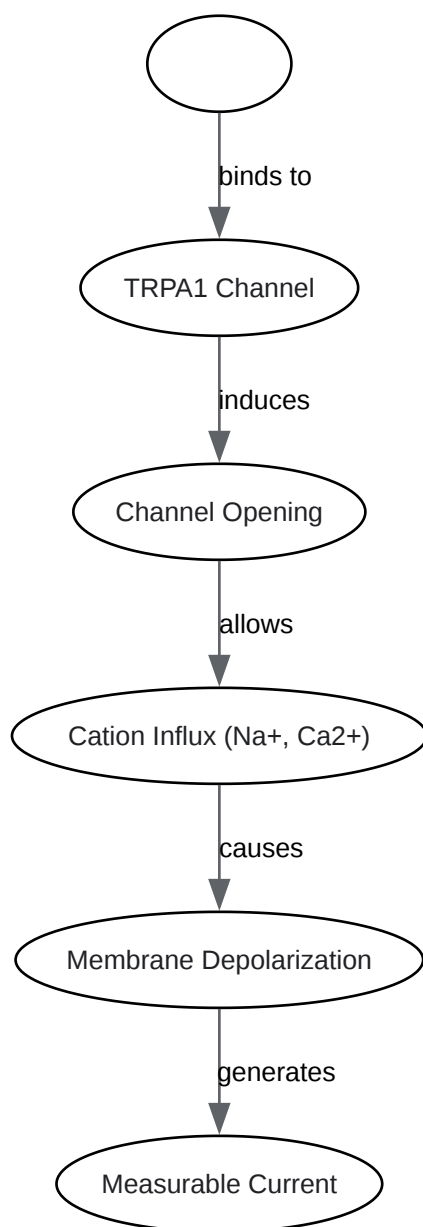 binds to
TRPA1 Channel
induces
Channel Opening
allows
Cation Influx (Na+, Ca2+)
causes
Membrane Depolarization
generates
Measurable Current